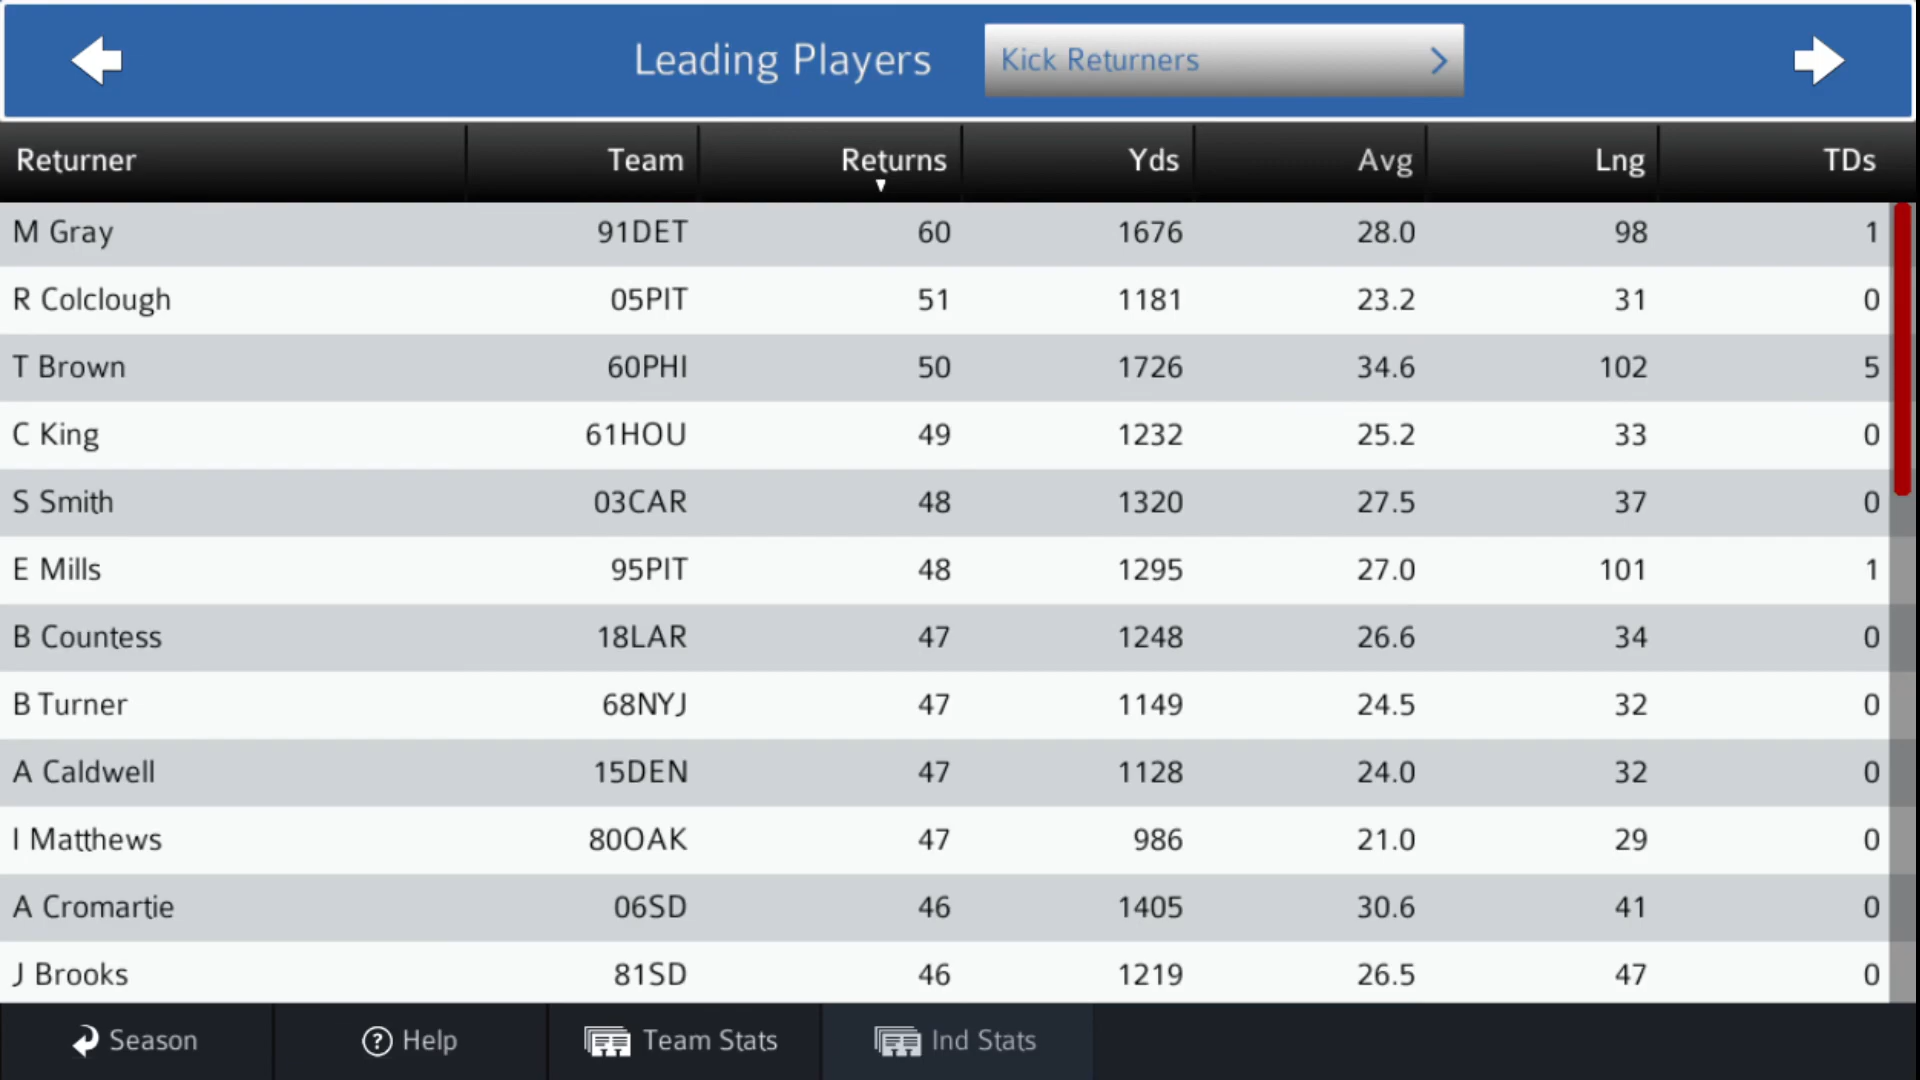 Leading Players Kick Returners
Returner Team Returns Yds Avg Lng TDs
M Gray 91DET 60 1676 28.0 98 1
R Colclough 05PIT 51 1181 23.2 31 0
T Brown 60PHI 50 1726 34.6 102 5
C King 61HOU 49 1232 25.2 33 0
S Smith 03CAR 48 1320 27.5 37 0
E Mills 95PIT 48 1295 27.0 101 1
B Countess 18LAR 47 1248 26.6 34 0
B Turner 68NYJ 47 1149 24.5 32 0
A Caldwell 15DEN 47 1128 24.0 32 0
I Matthews 80OAK 47 986 21.0 29 0
A Cromartie 06SD 46 1405 30.6 41 0
J Brooks 81SD 46 1219 26.5 47 0
Season Help Team Stats Ind Stats